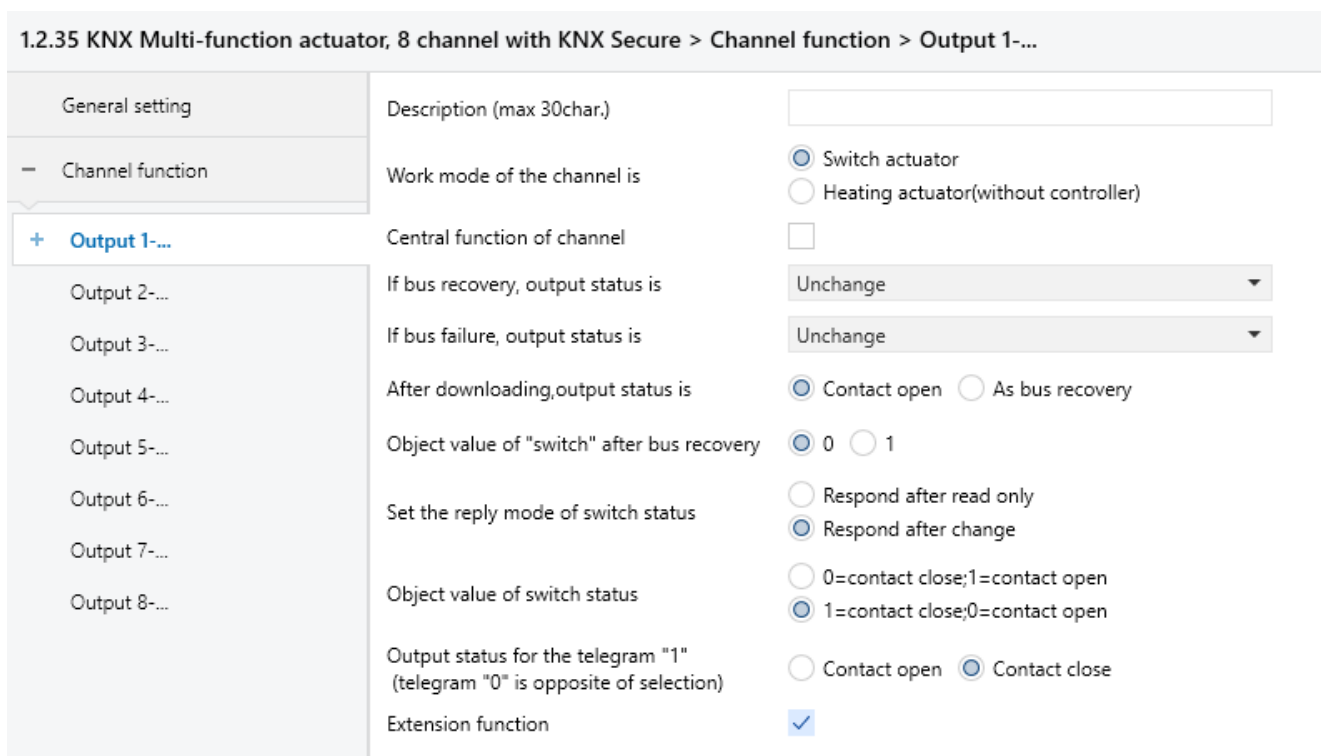 1.2.35 KNX Multi-function actuator, 8 channel with KNX Secure > Channel function > Output 1-...
General setting
Channel function
Output 1-...
Output 2-...
Output 3-...
Output 4-...
Output 5-...
Output 6-...
Output 7-...
Output 8-...
Description (max 30char.)
Work mode of the channel is
Switch actuator
Heating actuator(without controller)
Central function of channel
If bus recovery, output status is
Unchange
If bus failure, output status is
Unchange
After downloading,output status is
Contact open
As bus recovery
Object value of "switch" after bus recovery
0
1
Set the reply mode of switch status
Respond after read only
Respond after change
Object value of switch status
0=contact close;1=contact open
1=contact close;0=contact open
Output status for the telegram "1"
(telegram "0" is opposite of selection)
Contact open
Contact close
Extension function